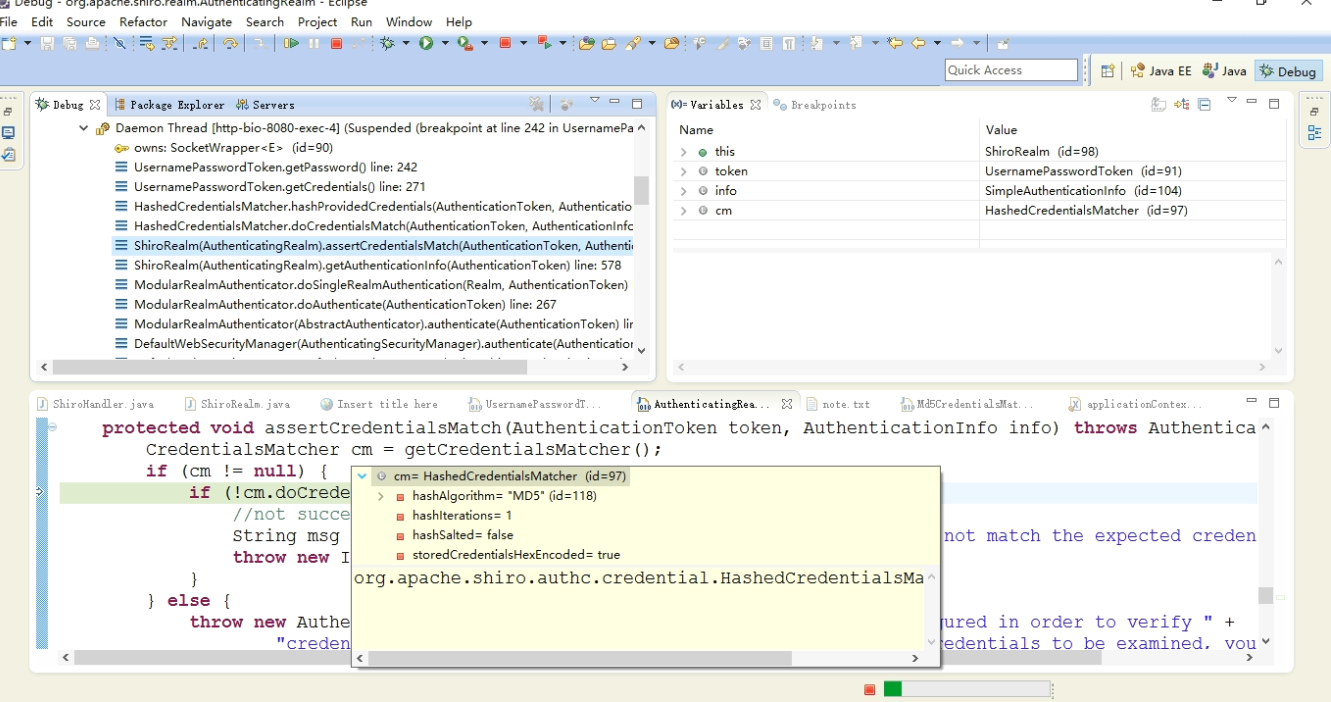 Debug - org.apache.shiro.realm.AuthenticatingRealm - Eclipse
File Edit Source Refactor Navigate Search Project Run Window Help
Quick Access
Java EE Java Debug
Debug Package Explorer Servers
Daemon Thread [http-bio-8080-exec-4] (Suspended (breakpoint at line 242 in UsernamePa
owns: SocketWrapper<E> (id=90)
UsernamePasswordToken.getPassword() line: 242
UsernamePasswordToken.getCredentials() line: 271
HashedCredentialsMatcher.hashProvidedCredentials(AuthenticationToken, Authenticatio
HashedCredentialsMatcher.doCredentialsMatch(AuthenticationToken, AuthenticationInfo
ShiroRealm(AuthenticatingRealm).assertCredentialsMatch(AuthenticationToken, Authenti
ShiroRealm(AuthenticatingRealm).getAuthenticationInfo(AuthenticationToken) line: 578
ModularRealmAuthenticator.doSingleRealmAuthentication(Realm, AuthenticationToken)
ModularRealmAuthenticator.doAuthenticate(AuthenticationToken) line: 267
ModularRealmAuthenticator(AbstractAuthenticator).authenticate(AuthenticationToken) lin
DefaultWebSecurityManager(AuthenticatingSecurityManager).authenticate(Authentication
(x)= Variables Breakpoints
Name Value
this ShiroRealm (id=98)
token UsernamePasswordToken (id=91)
info SimpleAuthenticationInfo (id=104)
cm HashedCredentialsMatcher (id=97)
ShiroHandler.java ShiroRealm.java Insert title here UsernamePasswordT... AuthenticatingRea... note.txt Md5CredentialsMat... applicationContex...
protected void assertCredentialsMatch(AuthenticationToken token, AuthenticationInfo info) throws Authentica
CredentialsMatcher cm = getCredentialsMatcher();
if (cm != null) {
if (!cm.doCrede
//not succe
String msg not match the expected creden
throw new I
}
} else {
throw new Authe ured in order to verify " +
"creden redentials to be examined, you
cm= HashedCredentialsMatcher (id=97)
hashAlgorithm= "MD5" (id=118)
hashIterations= 1
hashSalted= false
storedCredentialsHexEncoded= true
org.apache.shiro.authc.credential.HashedCredentialsMa